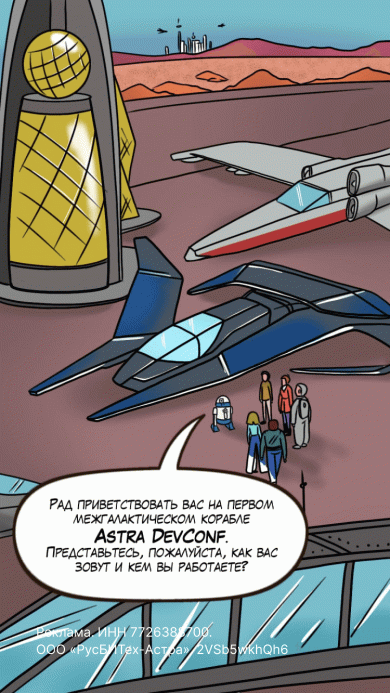 Рад приветствовать вас на первом
межгалактическом корабле
Astra DevConf.
Представьтесь, пожалуйста, как вас
зовут и кем вы работаете?
Реклама. ИНН 7726388700.
ООО «РусБИТех-Астра». 2VSb5wkhQh6